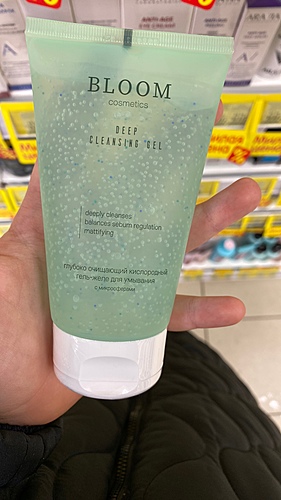 BLOOM
cosmetics
DEEP
CLEANSING GEL
deeply cleanses
balances sebum regulation
mattifying
глубоко очищающий кислородный
гель-желе для умывания
с микросферами